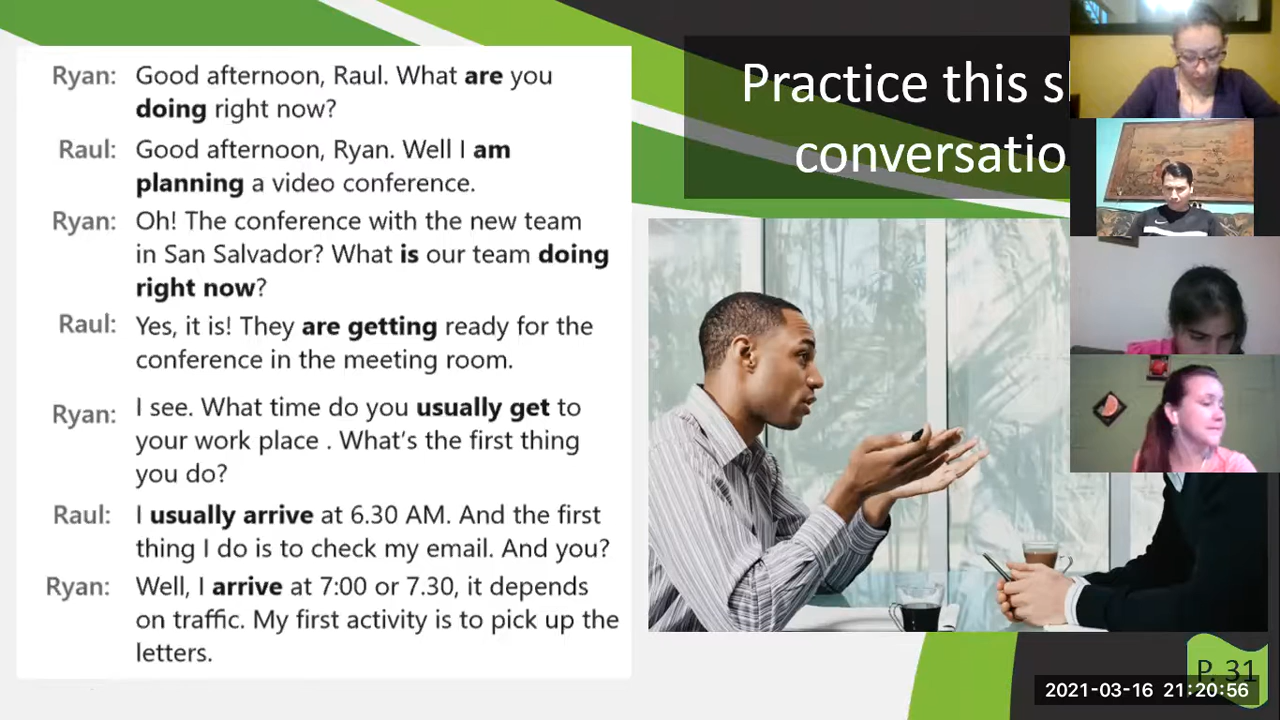 Ryan: Good afternoon, Raul. What are you
doing right now?
Raul: Good afternoon, Ryan. Well I am
planning a video conference.
Ryan: Oh! The conference with the new team
in San Salvador? What is our team doing
right now?
Raul: Yes, it is! They are getting ready for the
conference in the meeting room.
Ryan: I see. What time do you usually get to
your work place . What's the first thing
you do?
Raul: I usually arrive at 6.30 AM. And the first
thing I do is to check my email. And you?
Ryan: Well, I arrive at 7:00 or 7.30, it depends
on traffic. My first activity is to pick up the
letters.
Practice this
P. 31
2021-03-16 21:20:56